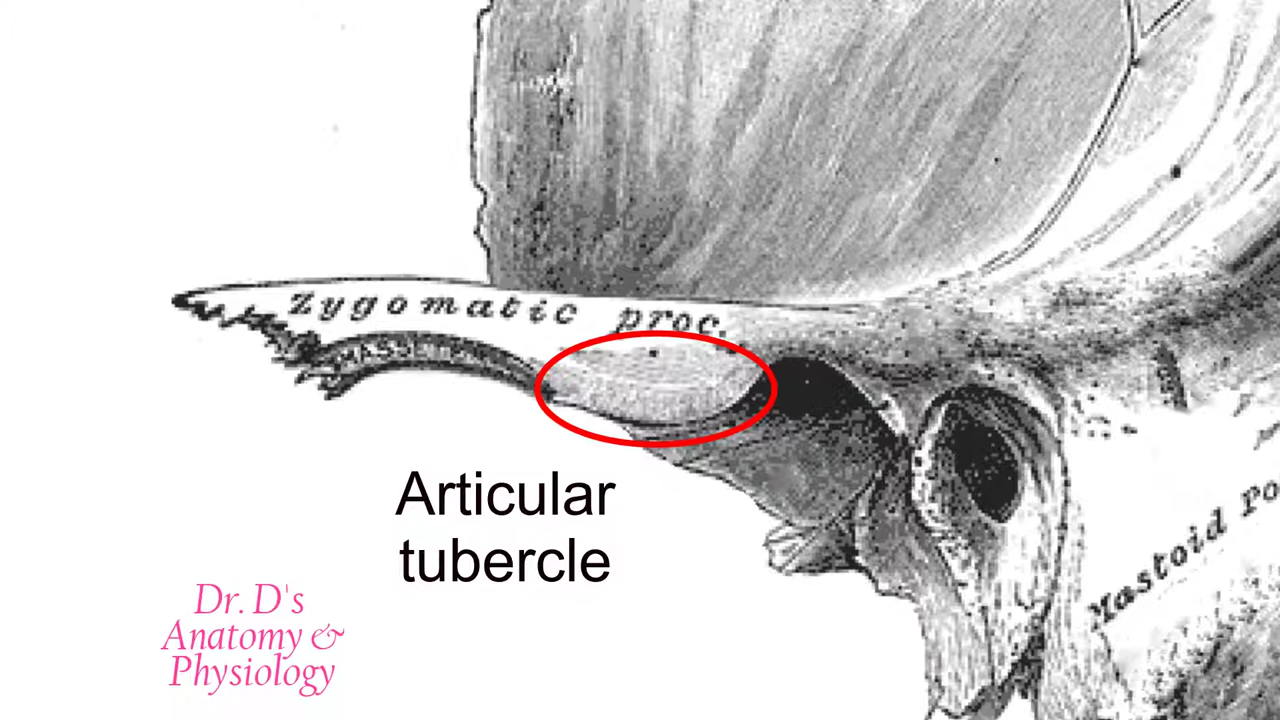 Zygomatic proc.
Mastoid Po
Articular
tubercle
Dr. D's
Anatomy &
Physiology